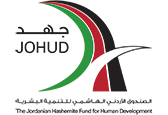 جهد
JOHUD
الصندوق الأردني الهاشمي للتنمية البشرية
The Jordanian Hashemite Fund for Human Development